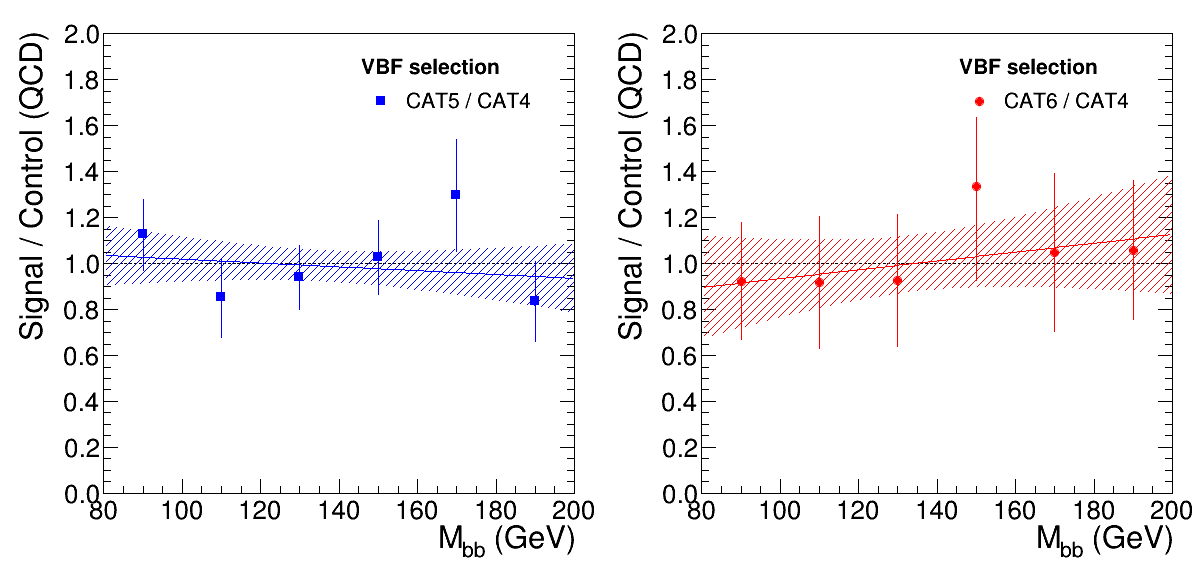 Signal / Control (QCD)
2.0
1.8
1.6
1.4
1.2
1.0
0.8
0.6
0.4
0.2
0.0
VBF selection
CAT5 / CAT4
80 100 120 140 160 180 200
Mbb (GeV)
Signal / Control (QCD)
2.0
1.8
1.6
1.4
1.2
1.0
0.8
0.6
0.4
0.2
0.0
VBF selection
CAT6 / CAT4
80 100 120 140 160 180 200
Mbb (GeV)